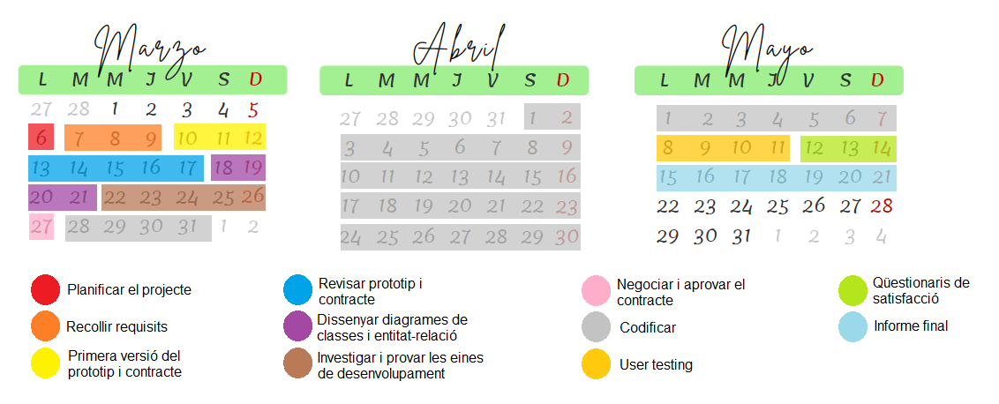 Marzo Abril Mayo
L M M J V S D L M M J V S D L M M J V S D
27 28 1 2 3 4 5 27 28 29 30 31 1 2 1 2 3 4 5 6 7
6 7 8 9 10 11 12 3 4 5 6 7 8 9 8 9 10 11 12 13 14
13 14 15 16 17 18 19 10 11 12 13 14 15 16 15 16 17 18 19 20 21
20 21 22 23 24 25 26 17 18 19 20 21 22 23 22 23 24 25 26 27 28
27 28 29 30 31 1 2 24 25 26 27 28 29 30 29 30 31 1 2 3 4
Planificar el projecte
Recollir requisits
Primera versió del
prototip i contracte
Revisar prototip i
contracte
Dissenyar diagrames de
classes i entitat-relació
Investigar i provar les eines
de desenvolupament
Negociar i aprovar el
contracte
Codificar
User testing
Qüestionaris de
satisfacció
Informe final